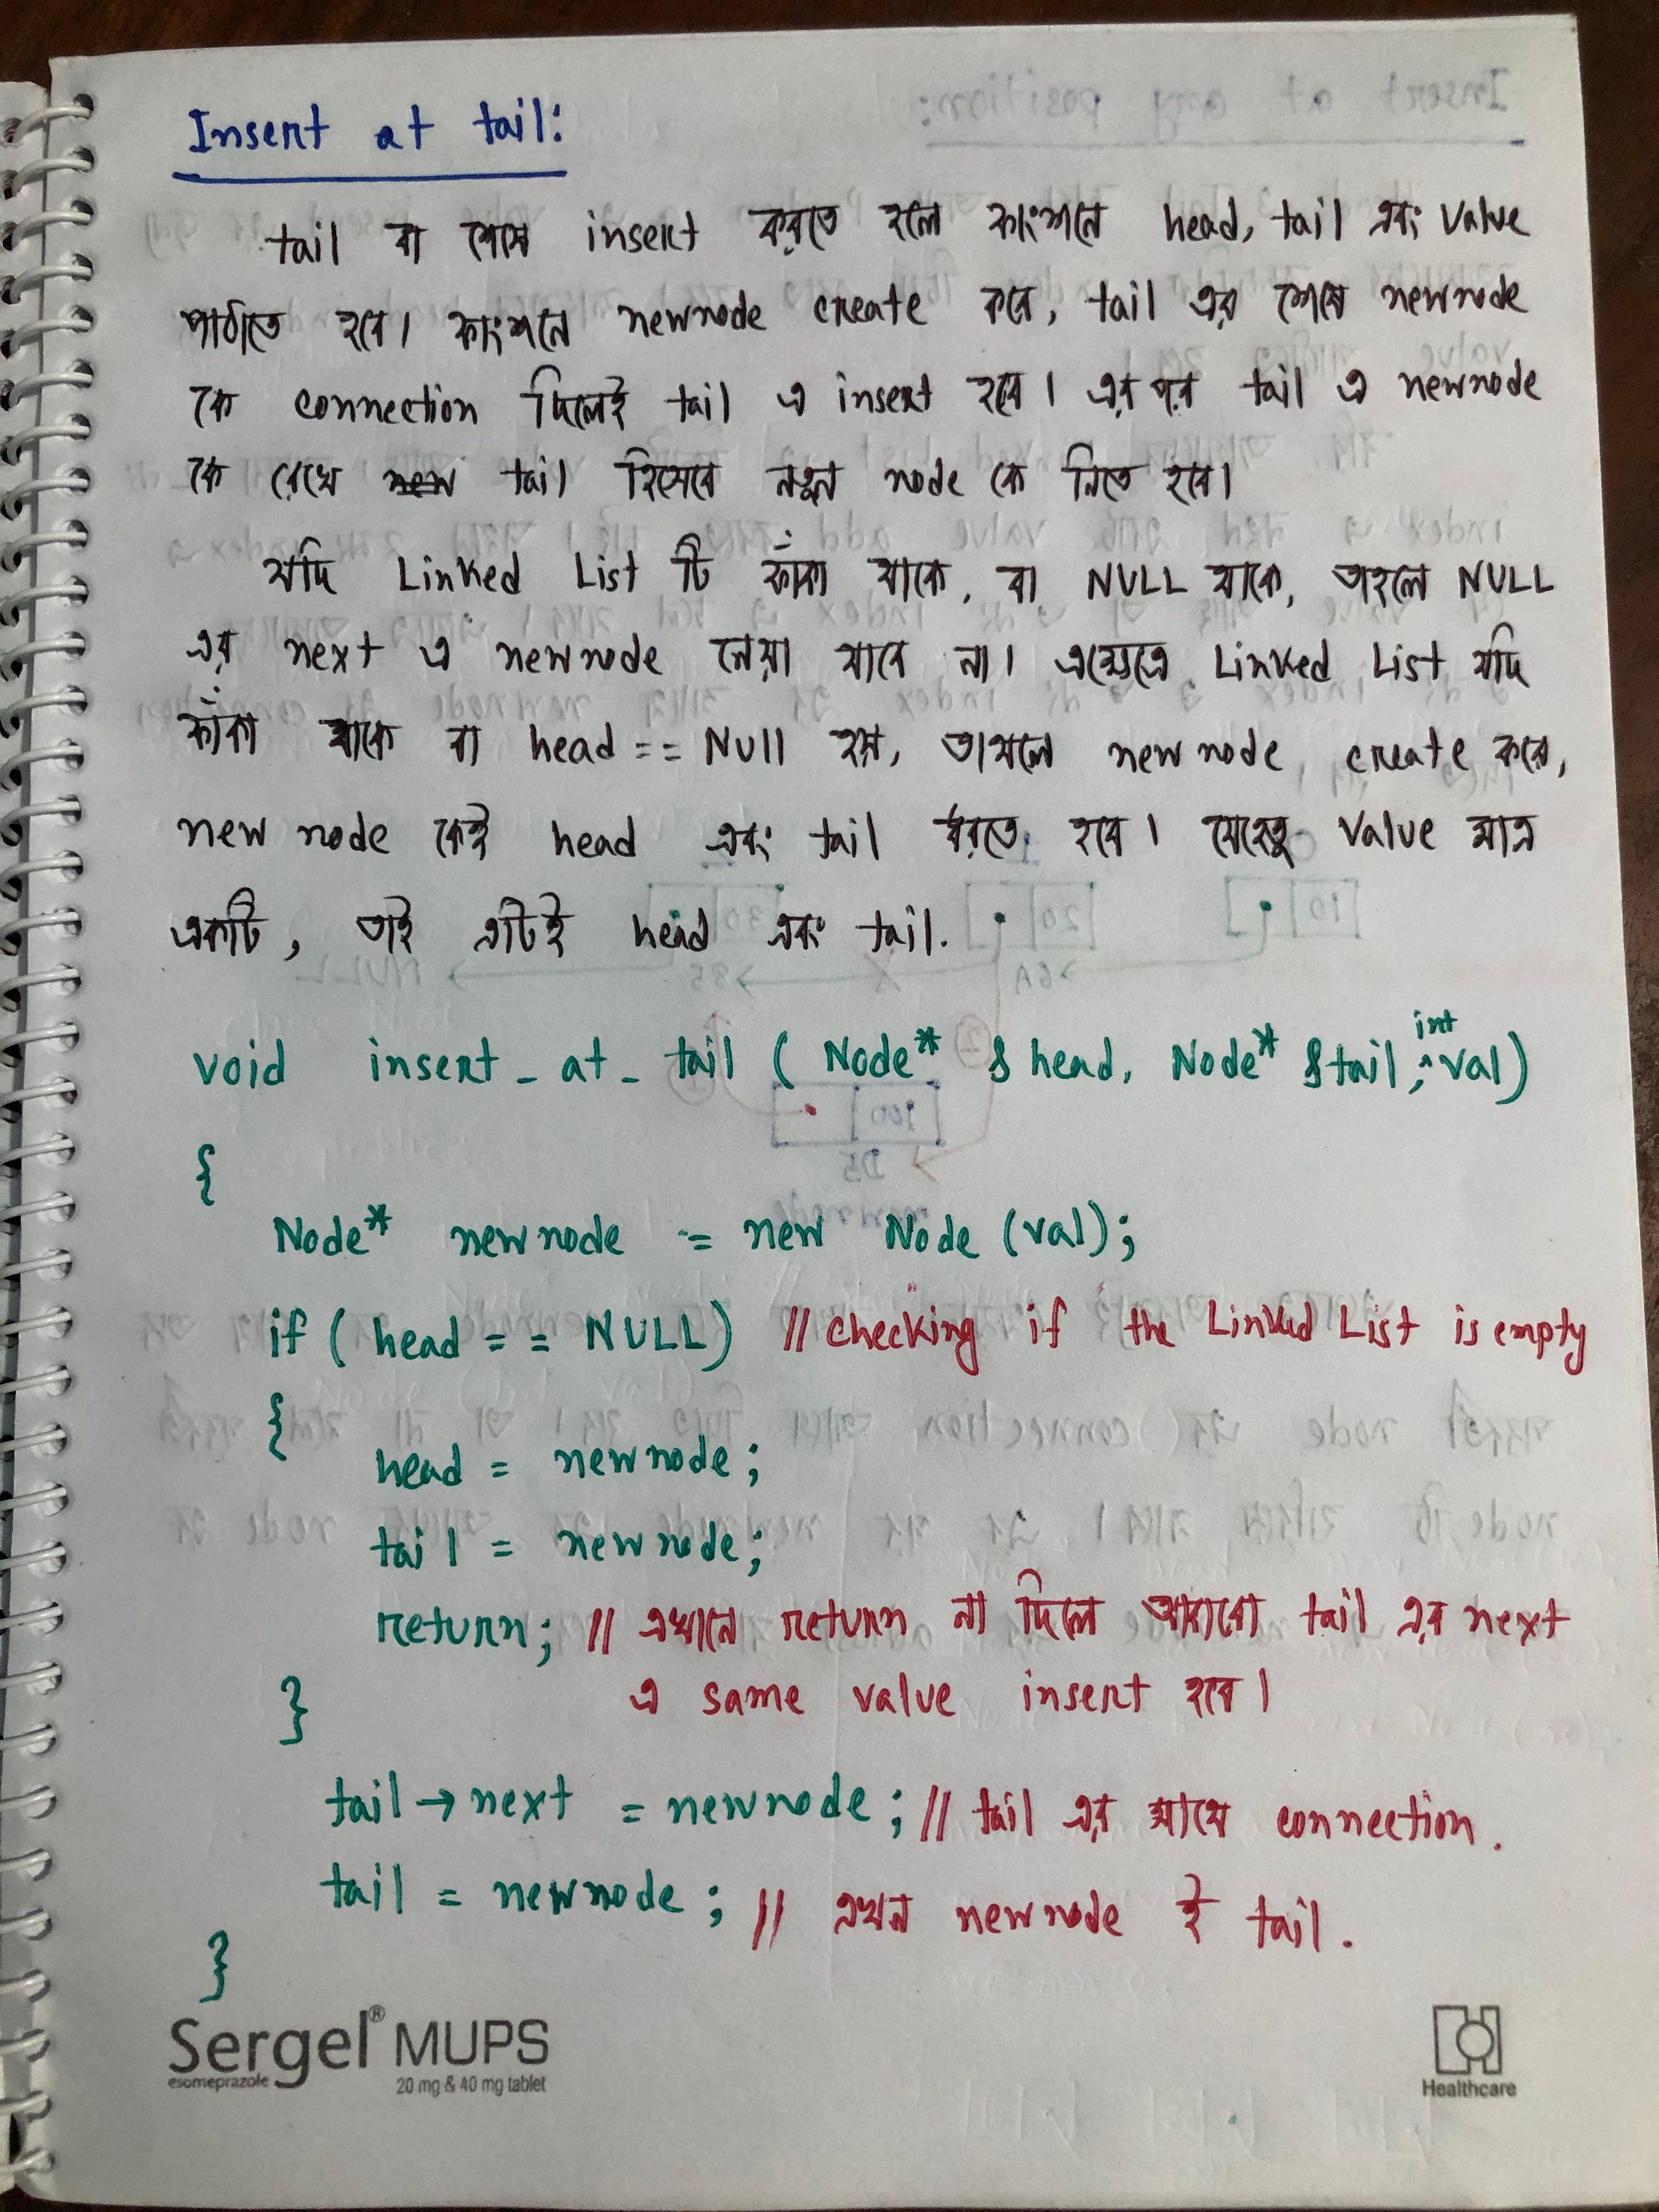 Insert at tail:
tail বা শেষে insert করতে হলে ফাংশনে head, tail এবং value
পাঠাতে হবে। ফাংশনে newnode create করে, tail এর শেষে newnode
কে connection দিলেই tail এ insert হবে। এর পর tail এ newnode
কে রেখে new tail হিসেবে নতুন node কে নিতে হবে।
যদি Linked List টি ফাঁকা থাকে, বা NULL থাকে, তাহলে NULL
এর next এ newnode নেয়া যাবে না। এক্ষেত্রে Linked List যদি
ফাঁকা থাকে বা head == NUll হয়, তাহলে newnode create করে,
new node কেই head এবং tail ধরতে হবে। যেহেতু value মাত্র
একটি, তাই এটিই head এবং tail.
void insert_at_tail (Node* &head, Node* &tail, int val)
{
Node* newnode = new Node (val);
if (head == NULL) //checking if the Linked List is empty
{
head = newnode;
tail = newnode;
return; // এখানে return না দিলে আবারো tail এর next
এ same value insert হবে।
}
tail→next = newnode; // tail এর সাথে connection.
tail = newnode; // এখন newnode ই tail.
}
Sergel® MUPS
esomeprazole 20 mg & 40 mg tablet
Healthcare